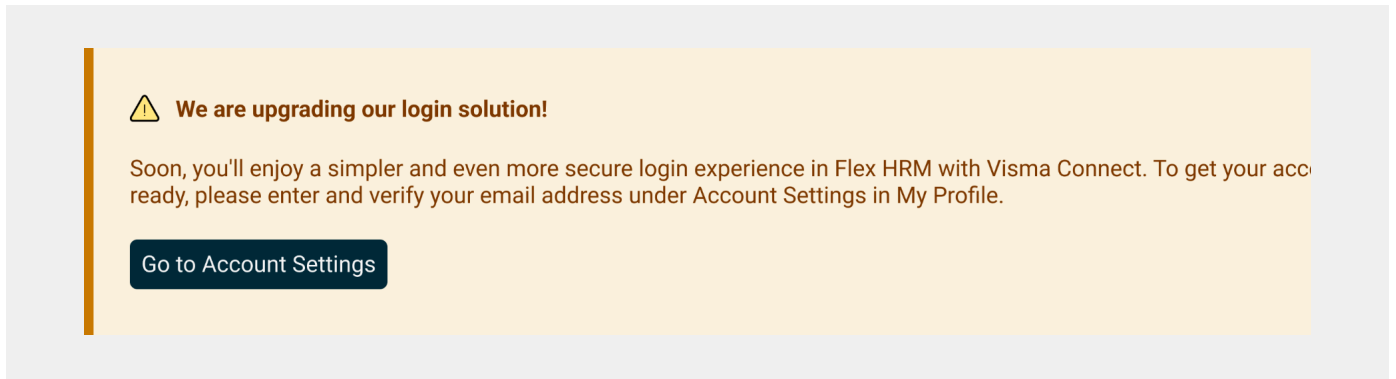 We are upgrading our login solution!
Soon, you'll enjoy a simpler and even more secure login experience in Flex HRM with Visma Connect. To get your
ready, please enter and verify your email address under Account Settings in My Profile.
Go to Account Settings